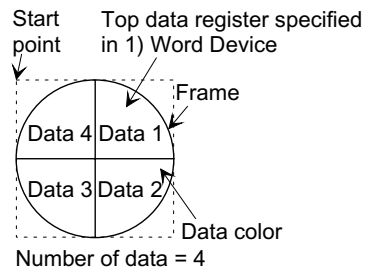 Start point
Top data register specified in 1) Word Device
Frame
Data 4
Data 1
Data 3
Data 2
Data color
Number of data = 4